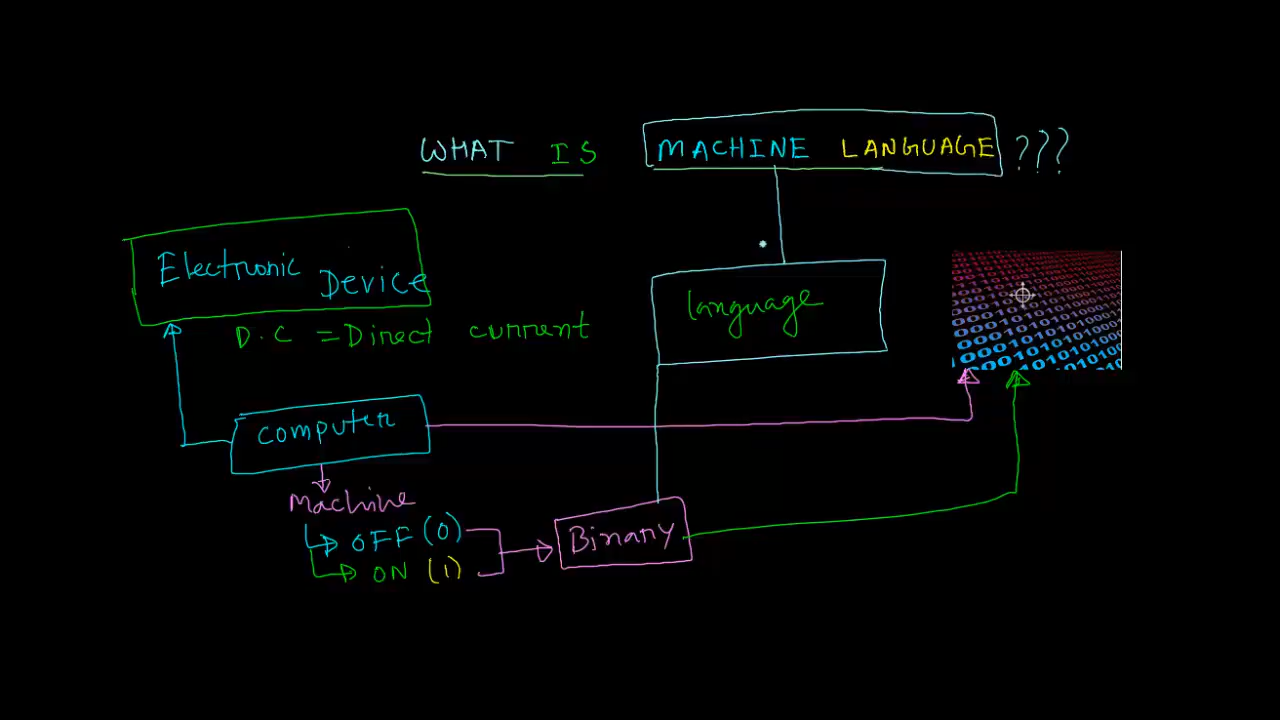 WHAT IS MACHINE LANGUAGE ???
Electronic Device
D.C = Direct current
language
computer
Machine
OFF (0)
ON (1)
Binary